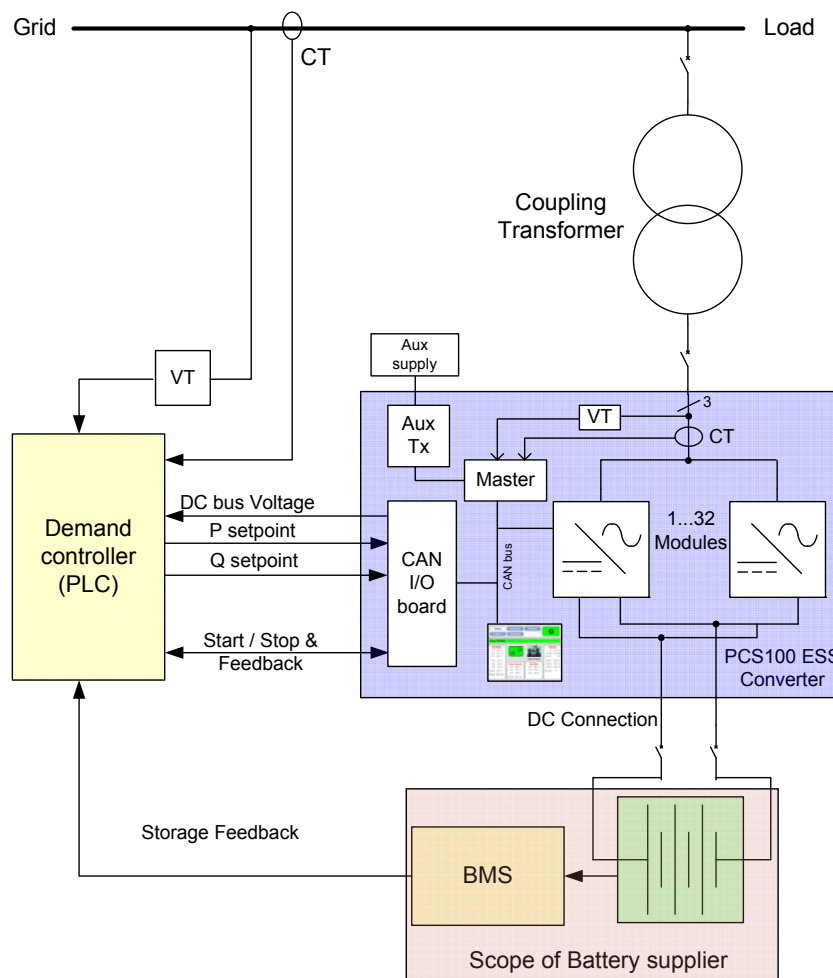 Grid
Load
CT
Coupling
Transformer
Aux
supply
VT
3
VT
Aux
Tx
CT
Master
DC bus Voltage
1...32
Modules
Demand
controller
(PLC)
P setpoint
CAN
I/O
board
CAN bus
Q setpoint
Start / Stop &
Feedback
PCS100 ESS
Converter
DC Connection
Storage Feedback
BMS
Scope of Battery supplier